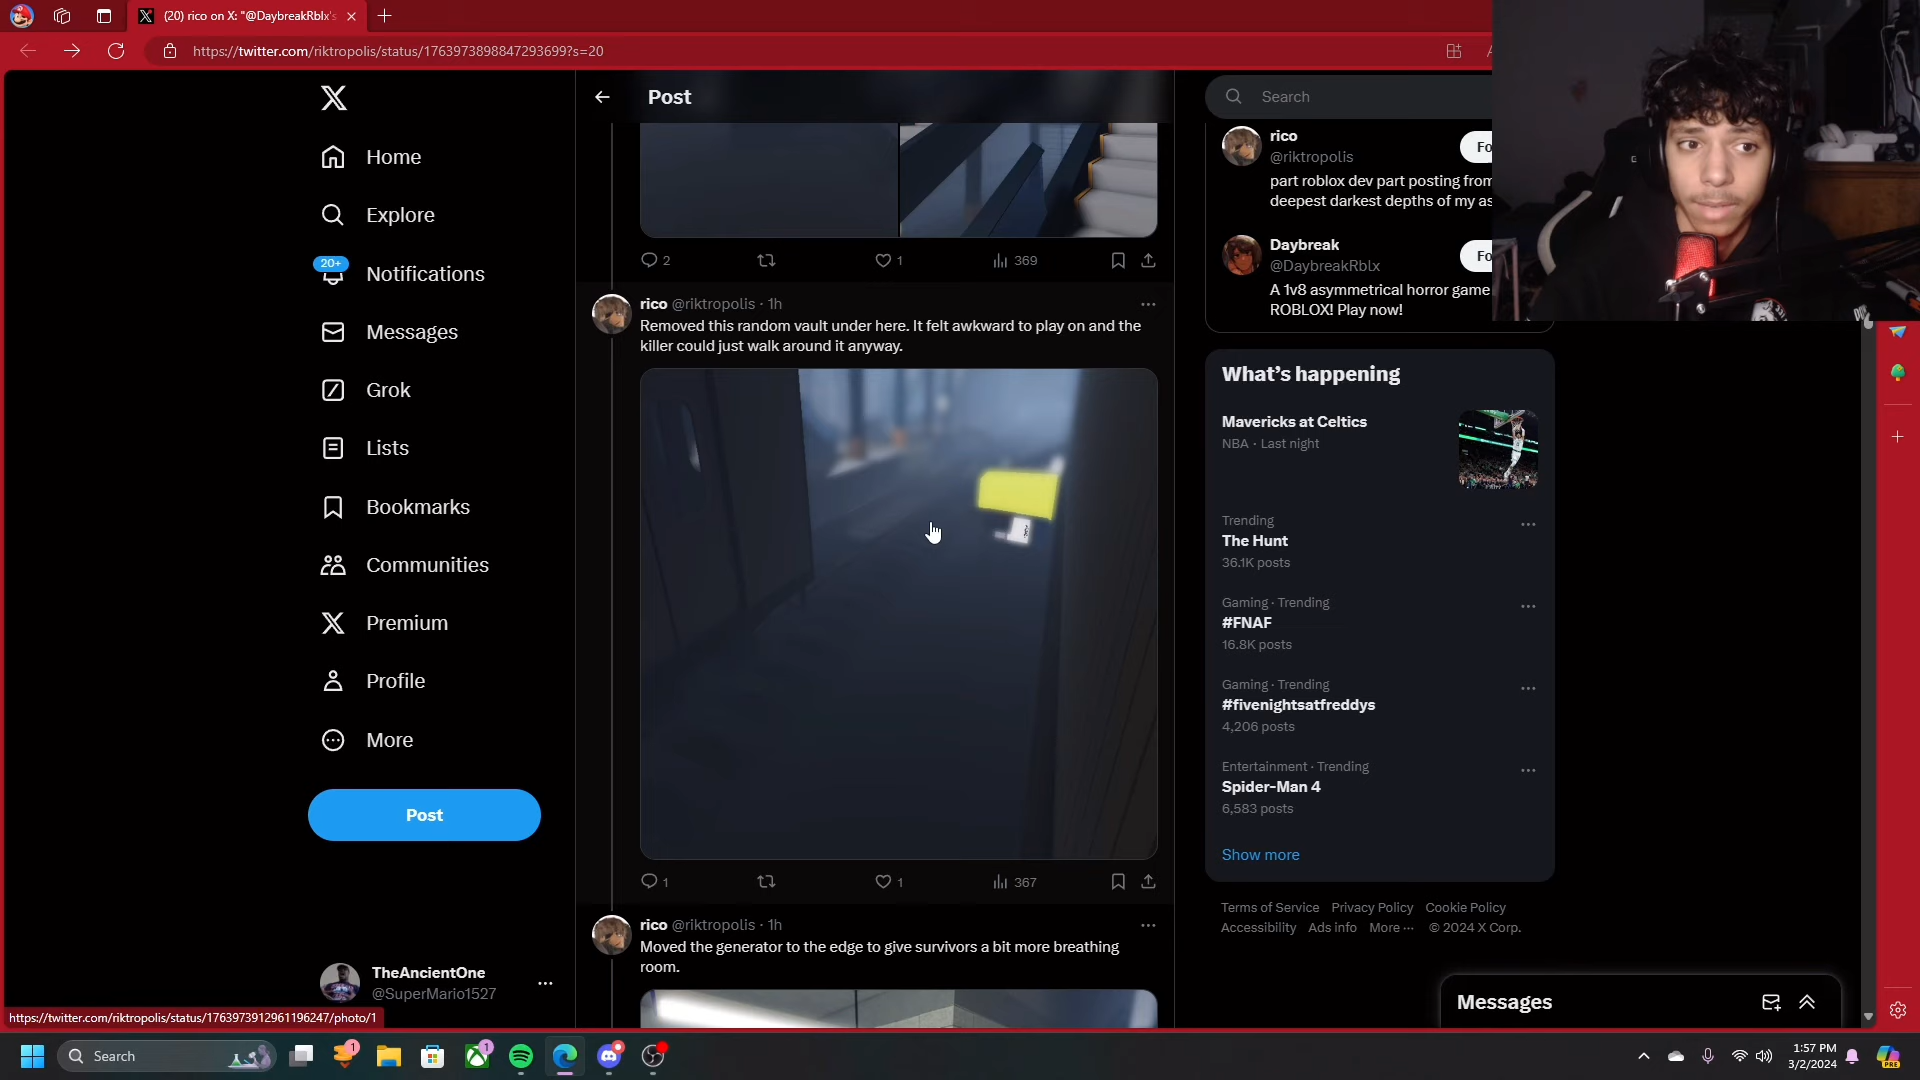 (20) rico on X: "@DaybreakRblx's
https://twitter.com/riktropolis/status/1763973898847293699?s=20
Post
Search
Home
Explore
20+
Notifications
Messages
Grok
Lists
Bookmarks
Communities
Premium
Profile
More
Post
TheAncientOne
@SuperMario1527
2
1
369
rico @riktropolis · 1h
Removed this random vault under here. It felt awkward to play on and the
killer could just walk around it anyway.
1
1
367
rico @riktropolis · 1h
Moved the generator to the edge to give survivors a bit more breathing
room.
rico
@riktropolis
Fo
part roblox dev part posting from
deepest darkest depths of my as
Daybreak
@DaybreakRblx
Fo
A 1v8 asymmetrical horror game
ROBLOX! Play now!
What's happening
Mavericks at Celtics
NBA · Last night
Trending
The Hunt
36.1K posts
Gaming · Trending
#FNAF
16.8K posts
Gaming · Trending
#fivenightsatfreddys
4,206 posts
Entertainment · Trending
Spider-Man 4
6,583 posts
Show more
Terms of Service Privacy Policy Cookie Policy
Accessibility Ads info More ··· © 2024 X Corp.
Messages
https://twitter.com/riktropolis/status/1763973912961196247/photo/1
Search
1
1
1:57 PM
3/2/2024
PRE